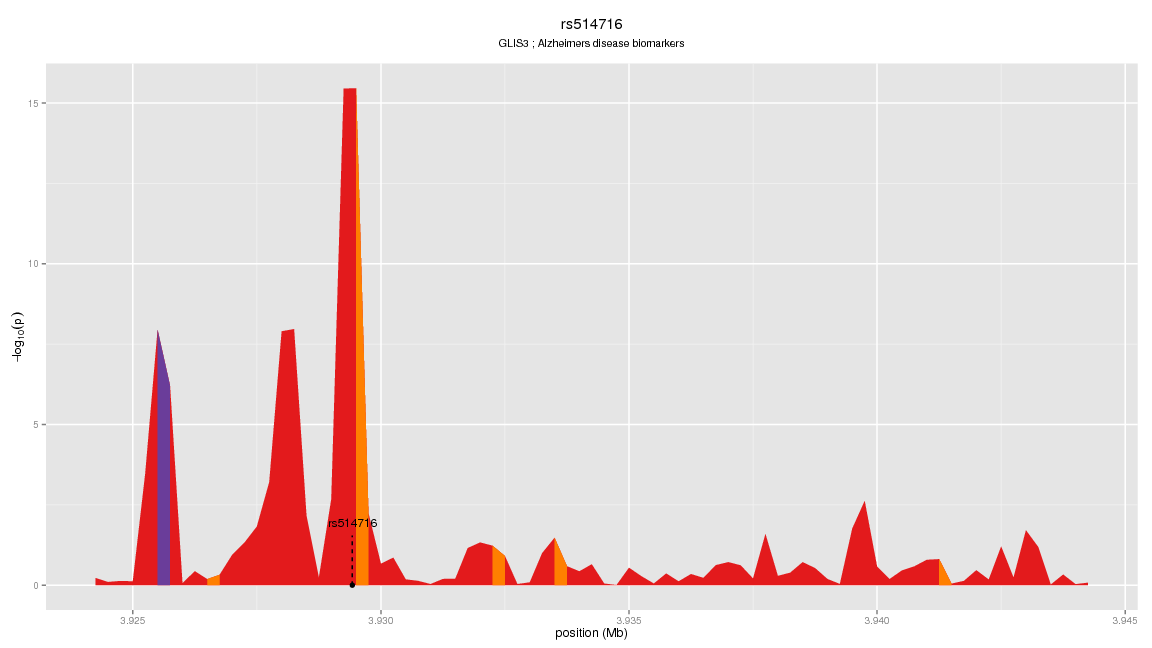 rs514716
GLIS3 ; Alzheimers disease biomarkers
15
10
5
0
−log10(p)
rs514716
3.925
3.930
3.935
3.940
3.945
position (Mb)